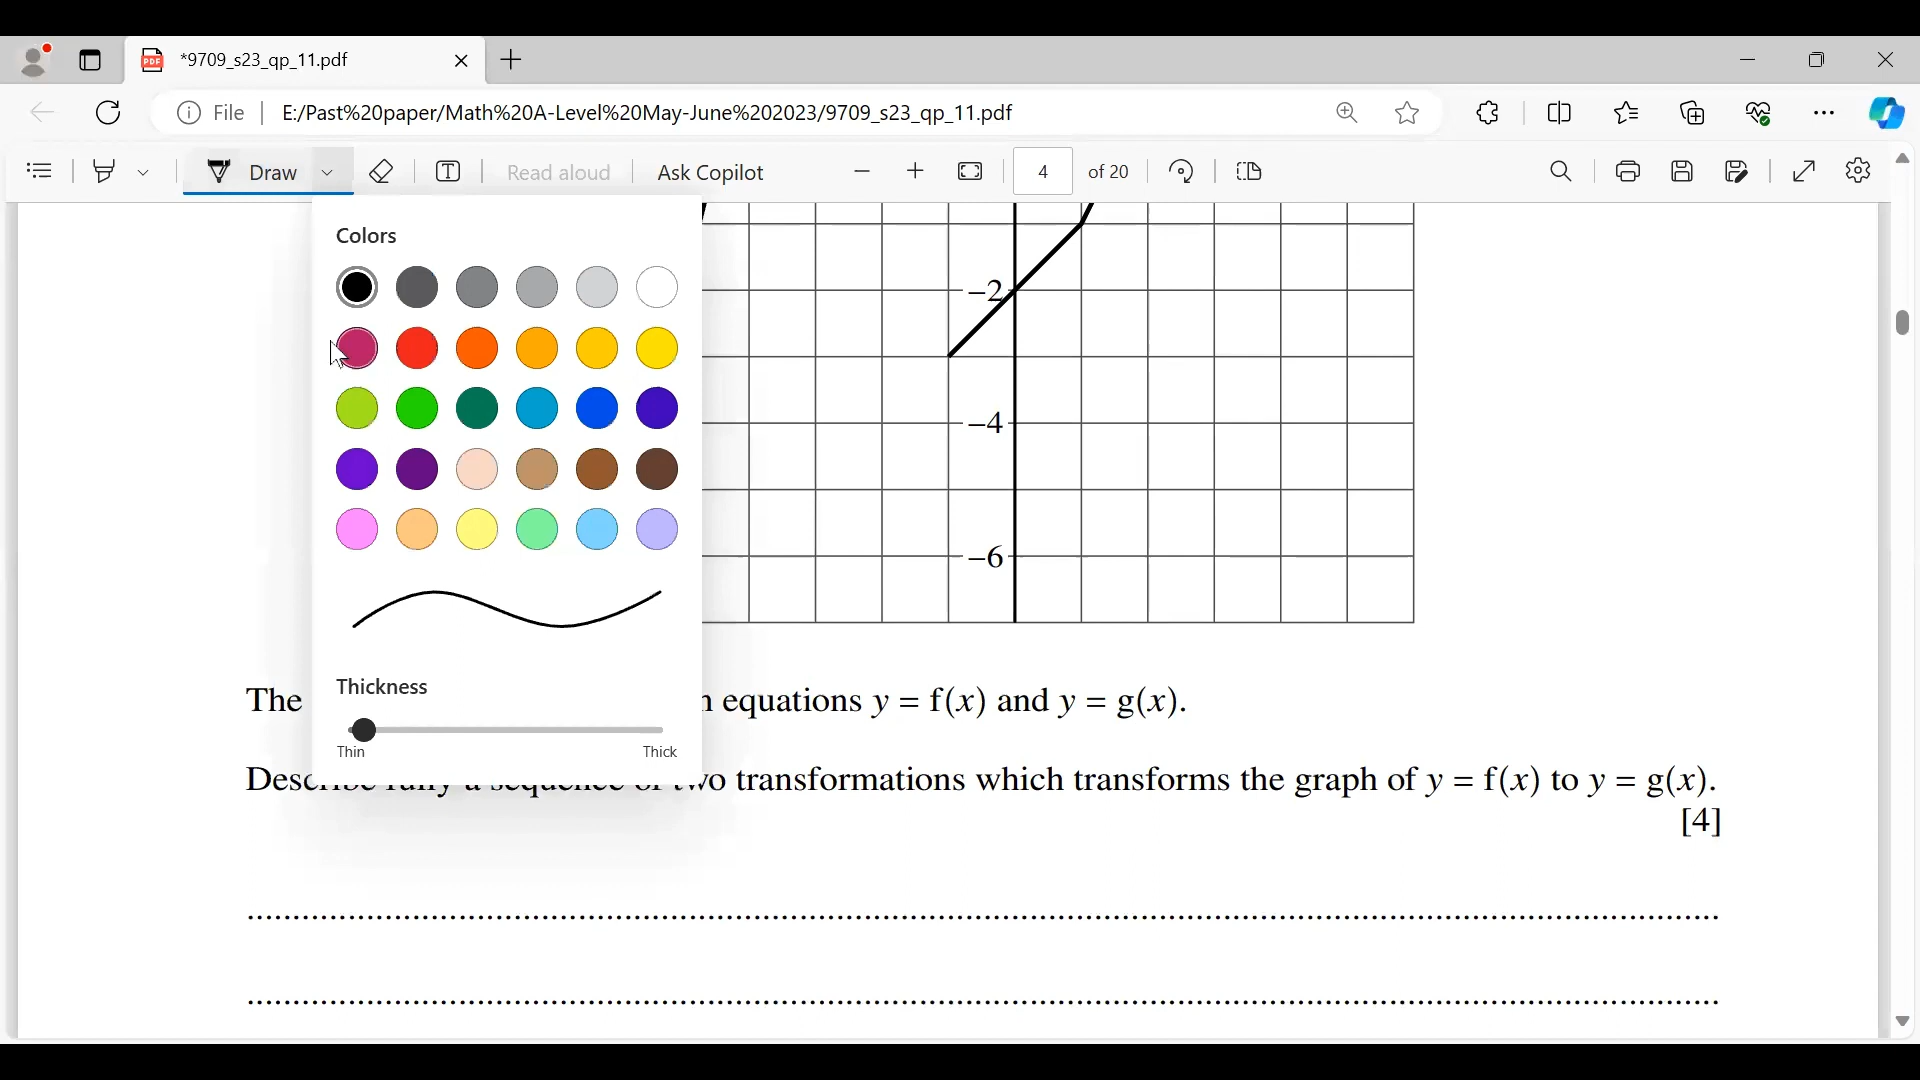 *9709_s23_qp_11.pdf
File
E:/Past%20paper/Math%20A-Level%20May-June%202023/9709_s23_qp_11.pdf
Draw
Read aloud
Ask Copilot
4
of 20
Colors
Thickness
Thin
Thick
−2
−4
−6
The
equations y = f(x) and y = g(x).
transformations which transforms the graph of y = f(x) to y = g(x).
[4]